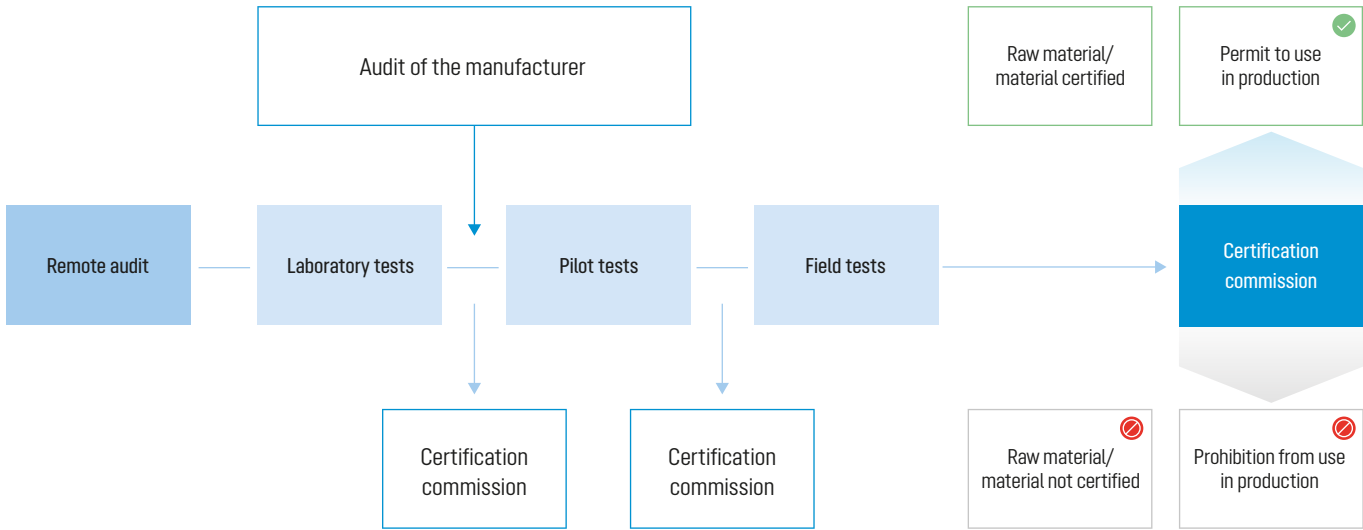 Audit of the manufacturer
Raw material/
material certified
Permit to use
in production
Remote audit
Laboratory tests
Pilot tests
Field tests
Certification
commission
Certification
commission
Certification
commission
Raw material/
material not certified
Prohibition from use
in production